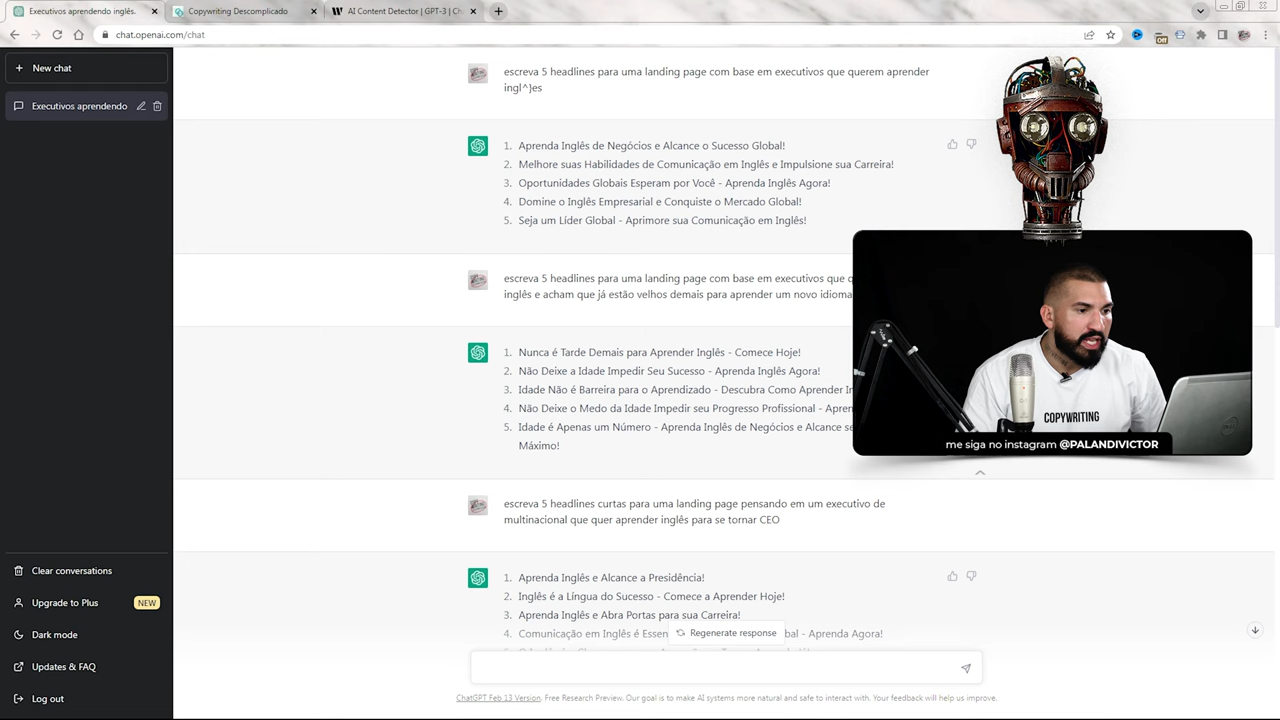 Executivos aprendendo inglês.
Copywriting Descomplicado
AI Content Detector | GPT-3 | Ch
chat.openai.com/chat
Off
New chat
Executivos aprendendo
escreva 5 headlines para uma landing page com base em executivos que querem aprender
ingl^}es
1. Aprenda Inglês de Negócios e Alcance o Sucesso Global!
2. Melhore suas Habilidades de Comunicação em Inglês e Impulsione sua Carreira!
3. Oportunidades Globais Esperam por Você - Aprenda Inglês Agora!
4. Domine o Inglês Empresarial e Conquiste o Mercado Global!
5. Seja um Líder Global - Aprimore sua Comunicação em Inglês!
escreva 5 headlines para uma landing page com base em executivos que q
inglês e acham que já estão velhos demais para aprender um novo idioma
1. Nunca é Tarde Demais para Aprender Inglês - Comece Hoje!
2. Não Deixe a Idade Impedir Seu Sucesso - Aprenda Inglês Agora!
3. Idade Não é Barreira para o Aprendizado - Descubra Como Aprender In
4. Não Deixe o Medo da Idade Impedir seu Progresso Profissional - Apren
5. Idade é Apenas um Número - Aprenda Inglês de Negócios e Alcance se
Máximo!
COPYWRITING
me siga no instagram @PALANDIVICTOR
escreva 5 headlines curtas para uma landing page pensando em um executivo de
multinacional que quer aprender inglês para se tornar CEO
1. Aprenda Inglês e Alcance a Presidência!
2. Inglês é a Língua do Sucesso - Comece a Aprender Hoje!
3. Aprenda Inglês e Abra Portas para sua Carreira!
4. Comunicação em Inglês é Essen bal - Aprenda Agora!
Regenerate response
Clear conversations
Upgrade to Plus NEW
Dark mode
Updates & FAQ
Log out
ChatGPT Feb 13 Version. Free Research Preview. Our goal is to make AI systems more natural and safe to interact with. Your feedback will help us improve.